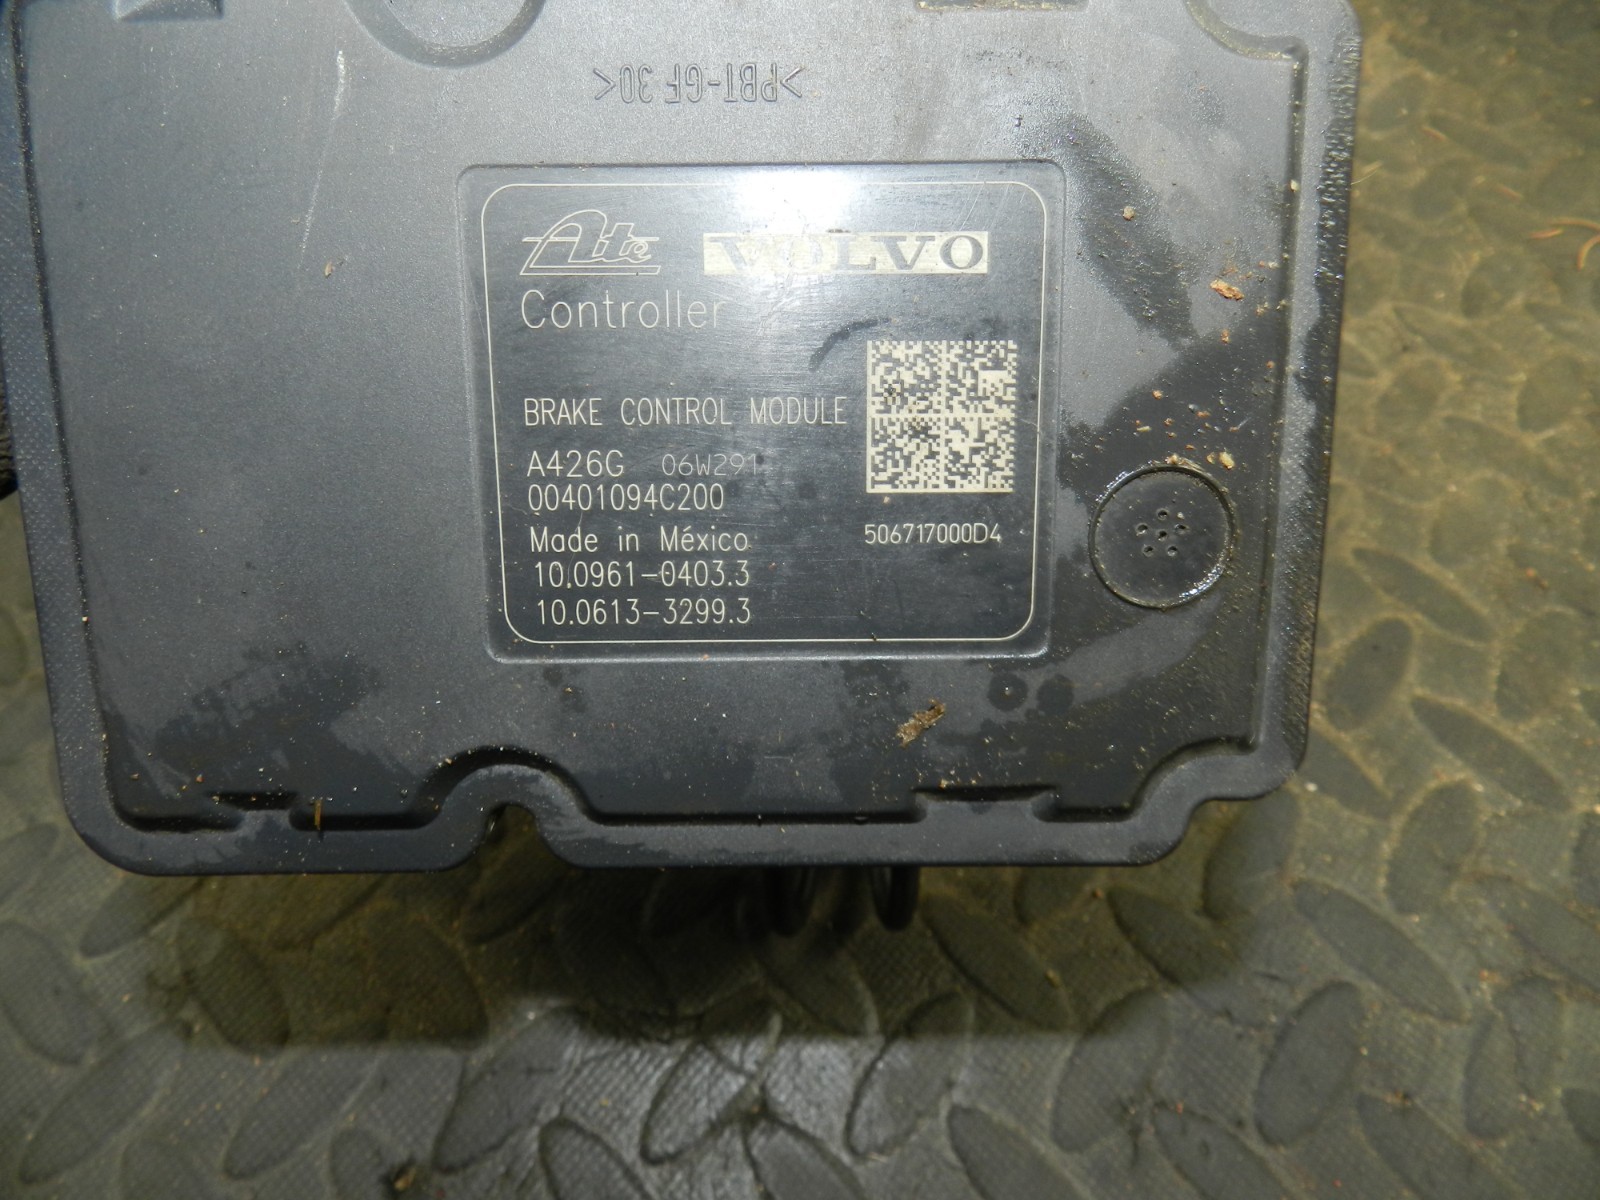 >PBT-GF 30<
Ate VOLVO
Controller
BRAKE CONTROL MODULE
A426G 06W291
00401094C200
Made in México 506717000D4
10.0961-0403.3
10.0613-3299.3